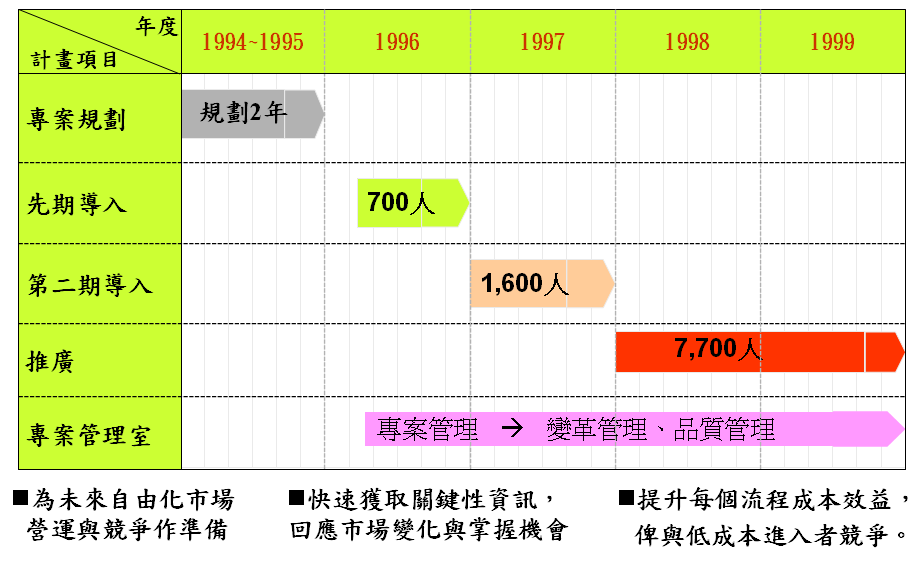 年度
計畫項目
1994~1995
1996
1997
1998
1999
專案規劃
規劃2年
先期導入
700人
第二期導入
1,600人
推廣
7,700人
專案管理室
專案管理 → 變革管理、品質管理
■為未來自由化市場
營運與競爭作準備
■快速獲取關鍵性資訊，
回應市場變化與掌握機會
■提升每個流程成本效益，
俾與低成本進入者競爭。